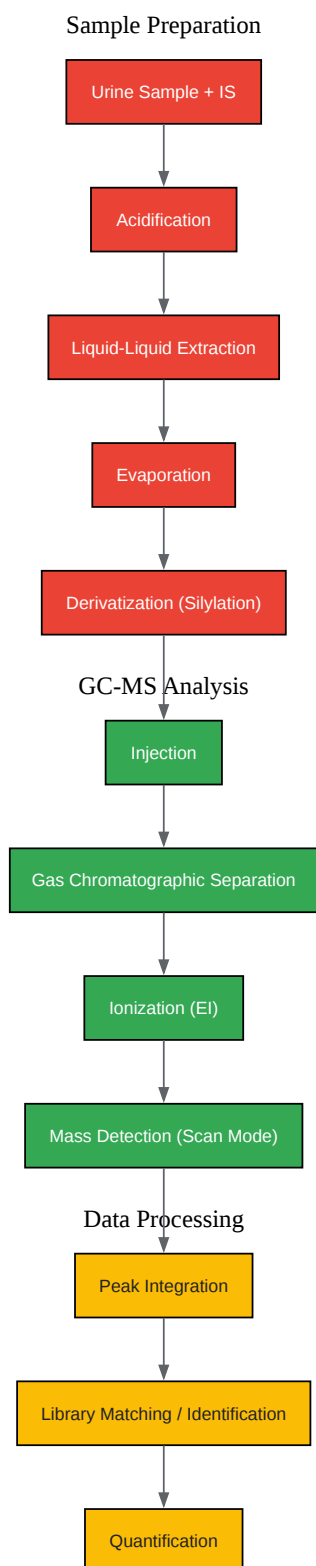 Sample Preparation
Urine Sample + IS
Acidification
Liquid-Liquid Extraction
Evaporation
Derivatization (Silylation)
GC-MS Analysis
Injection
Gas Chromatographic Separation
Ionization (EI)
Mass Detection (Scan Mode)
Data Processing
Peak Integration
Library Matching / Identification
Quantification